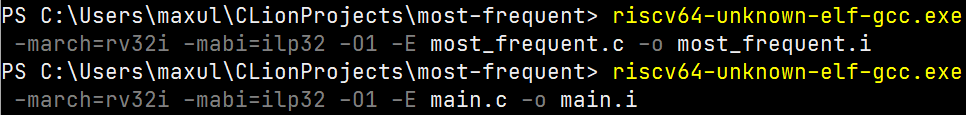 PS C:\Users\maxul\CLionProjects\most-frequent> riscv64-unknown-elf-gcc.exe
-march=rv32i -mabi=ilp32 -O1 -E most_frequent.c -o most_frequent.i
PS C:\Users\maxul\CLionProjects\most-frequent> riscv64-unknown-elf-gcc.exe
-march=rv32i -mabi=ilp32 -O1 -E main.c -o main.i